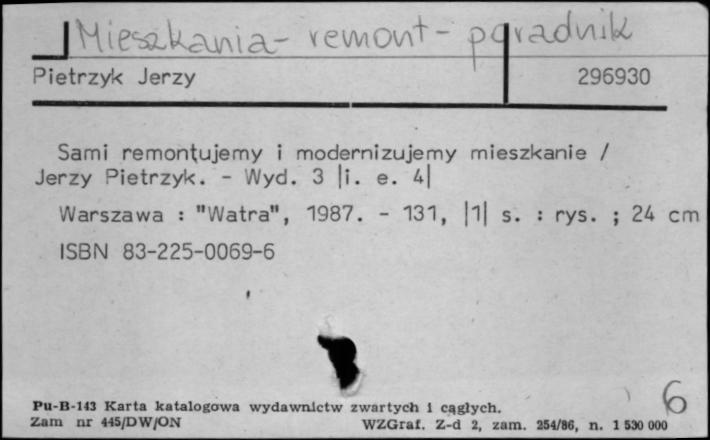 Mieszkania - remont - poradnik
Pietrzyk Jerzy 296930
Sami remontujemy i modernizujemy mieszkanie /
Jerzy Pietrzyk. - Wyd. 3 |i. e. 4|
Warszawa : "Watra", 1987. - 131, |1| s. : rys. ; 24 cm
ISBN 83-225-0069-6
6
Pu-B-143 Karta katalogowa wydawnictw zwartych i ciągłych.
Zam nr 445/DW/ON WZGraf. Z-d 2, zam. 254/86, n. 1 530 000